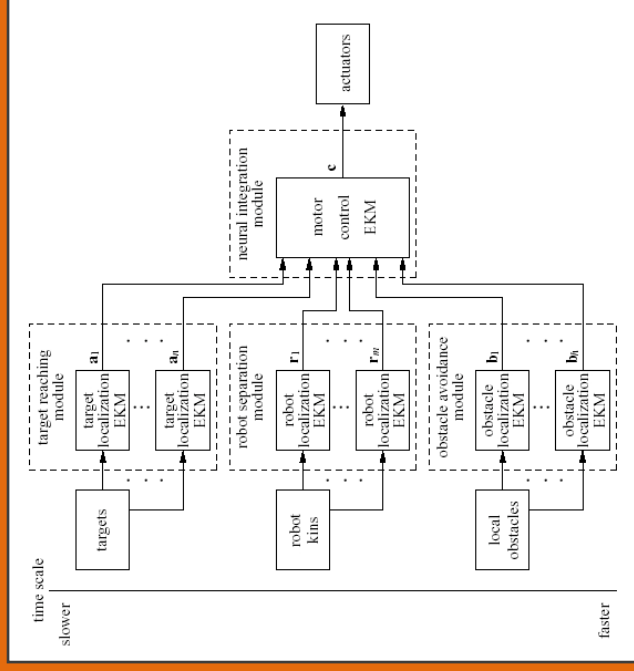 time scale
slower
target reaching
module
targets
target
localization
EKM
a1
...
target
localization
EKM
an
robot separation
module
robot
kins
robot
localization
EKM
r1
...
robot
localization
EKM
rm
obstacle avoidance
module
local
obstacles
obstacle
localization
EKM
b1
...
obstacle
localization
EKM
bh
faster
neural integration
module
motor
control
EKM
c
actuators